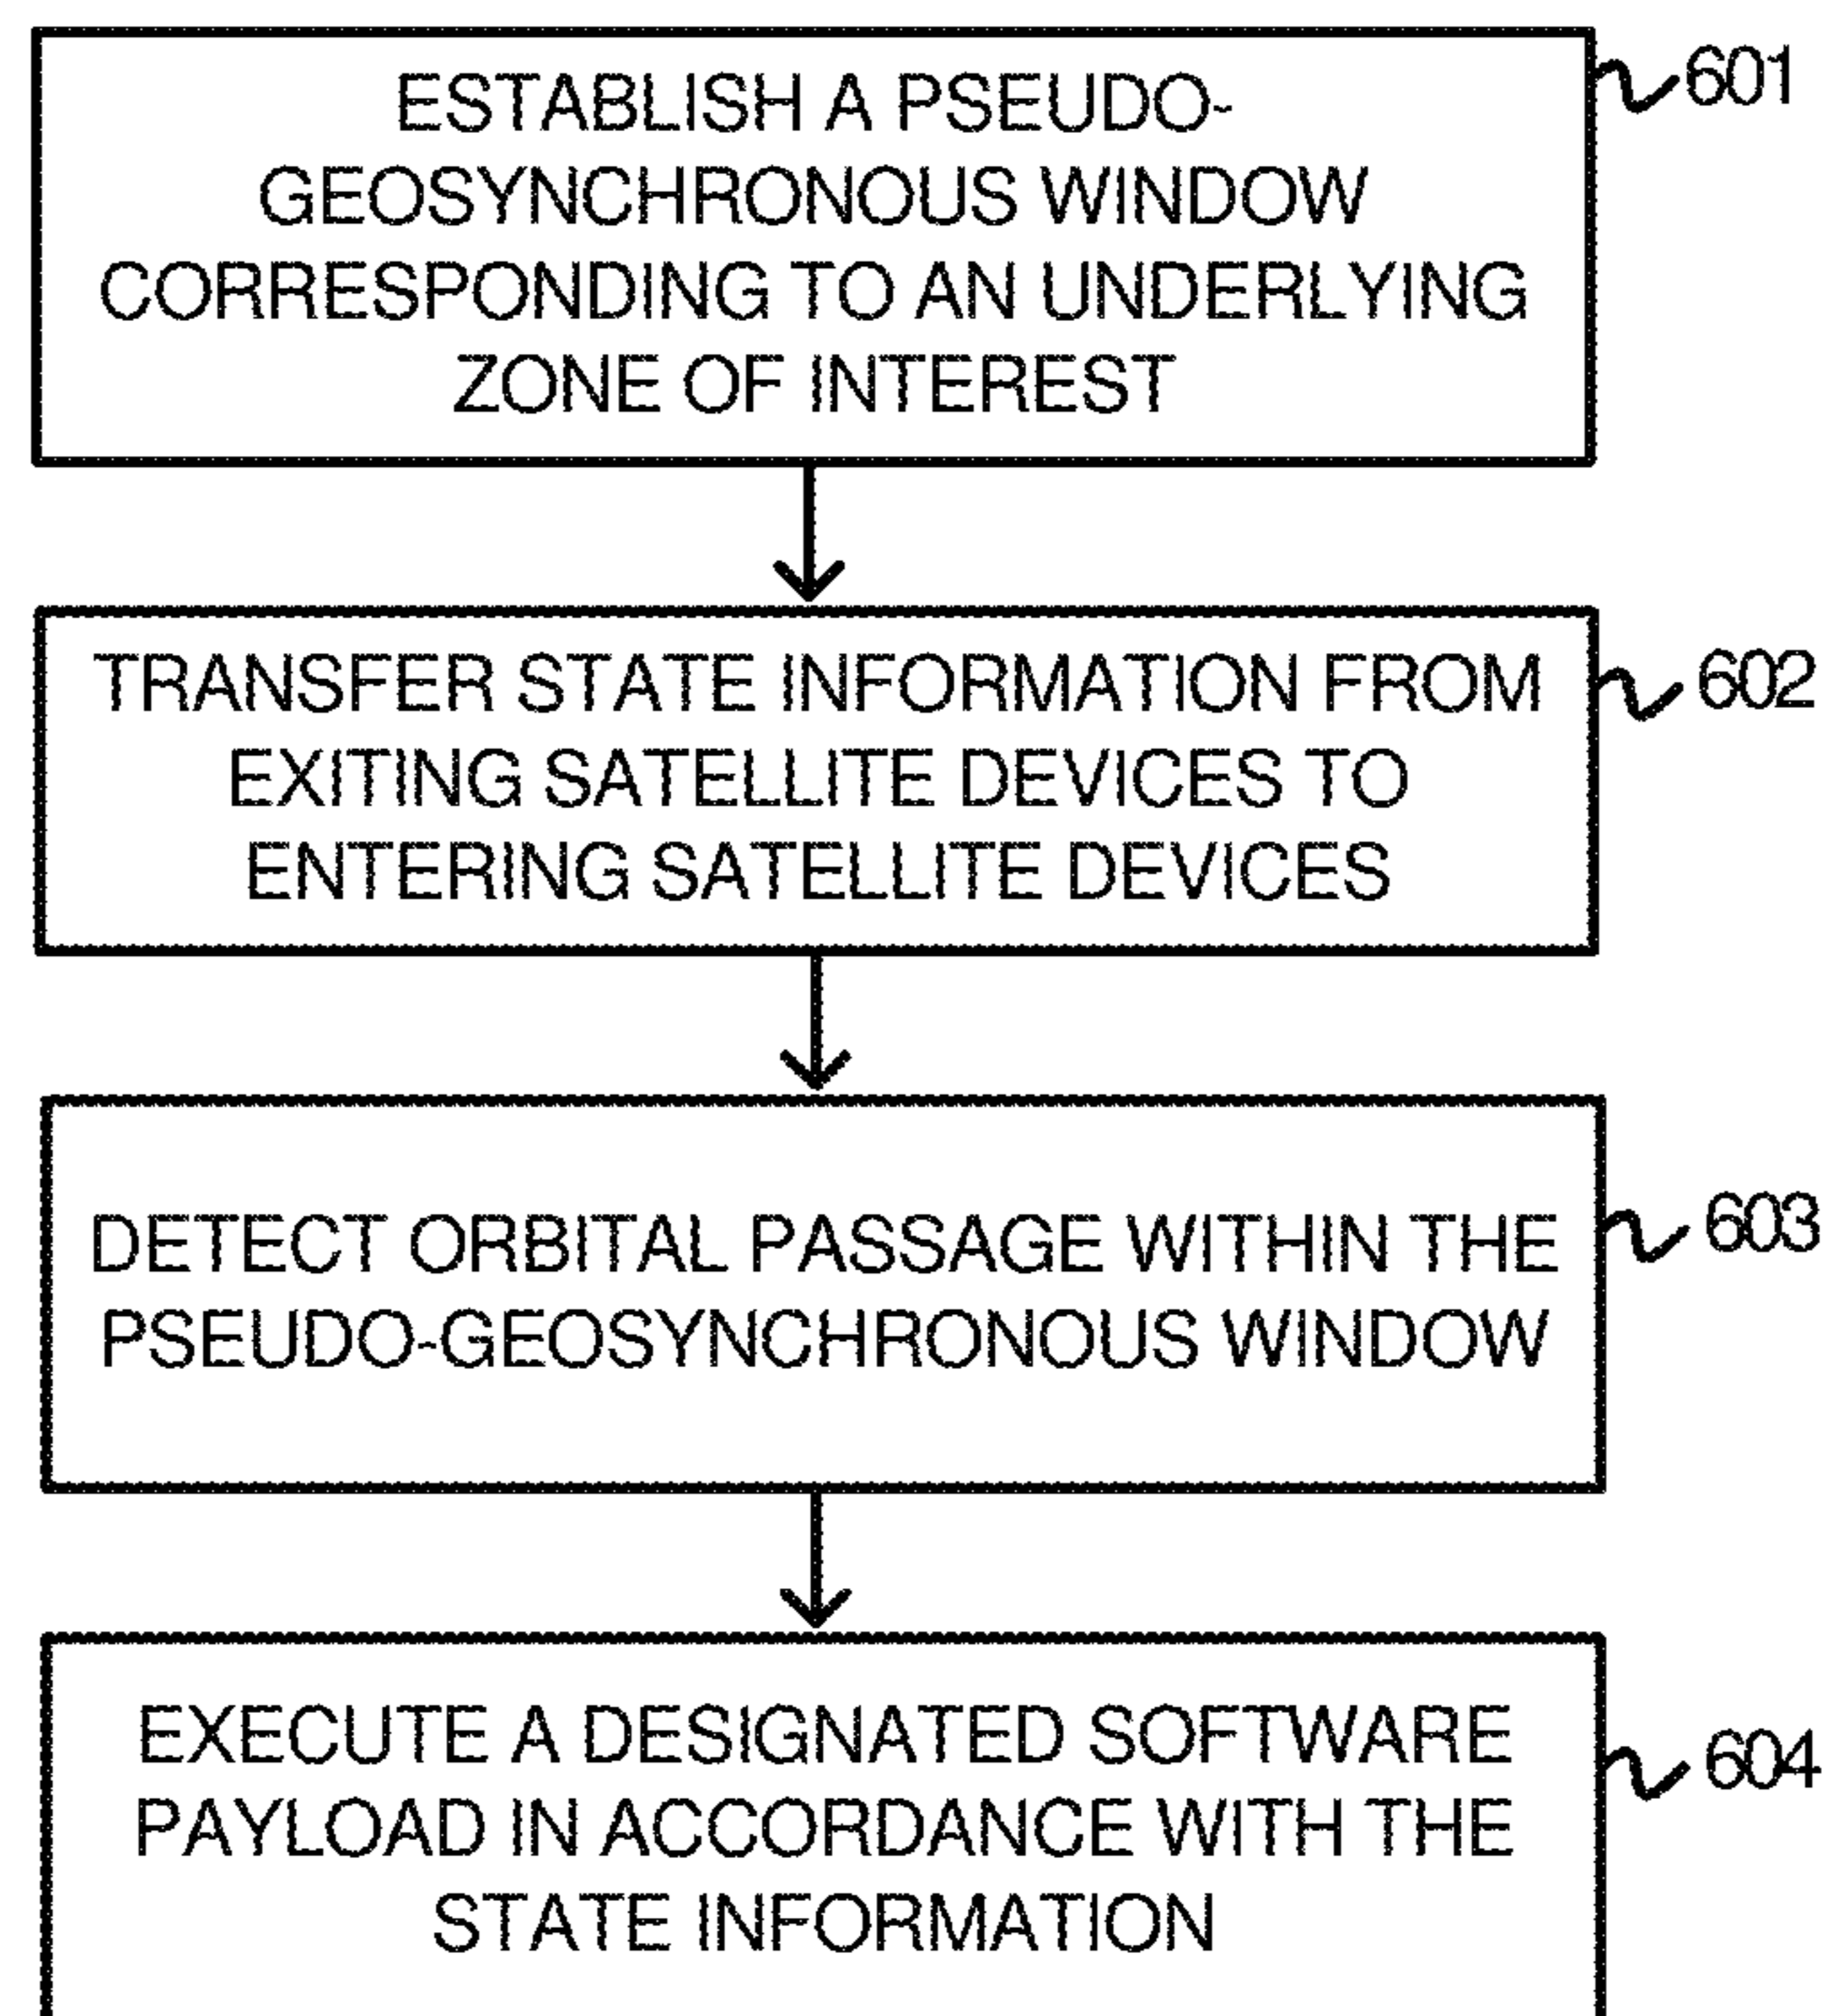 ESTABLISH A PSEUDO-
GEOSYNCHRONOUS WINDOW
CORRESPONDING TO AN UNDERLYING
ZONE OF INTEREST
601
TRANSFER STATE INFORMATION FROM
EXITING SATELLITE DEVICES TO
ENTERING SATELLITE DEVICES
602
DETECT ORBITAL PASSAGE WITHIN THE
PSEUDO-GEOSYNCHRONOUS WINDOW
603
EXECUTE A DESIGNATED SOFTWARE
PAYLOAD IN ACCORDANCE WITH THE
STATE INFORMATION
604